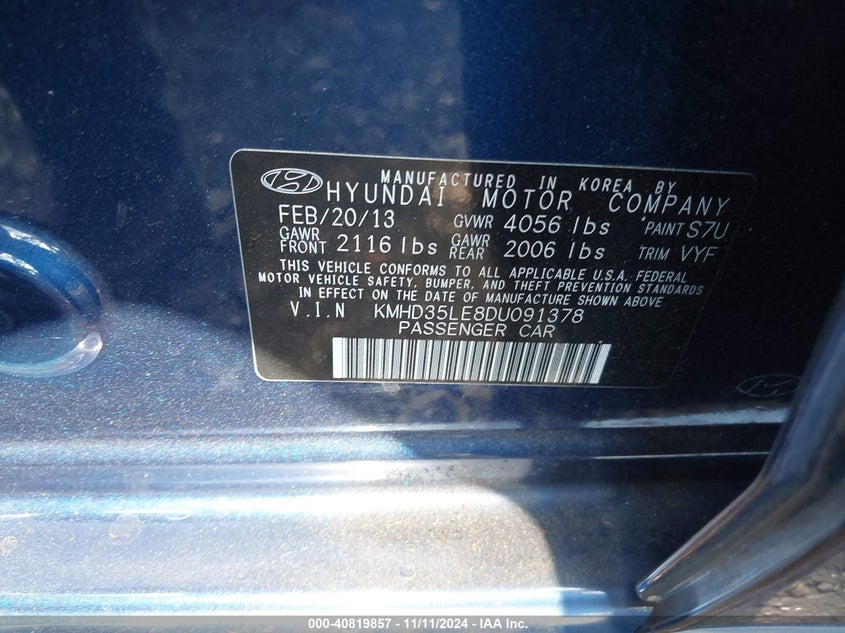 MANUFACTURED IN KOREA BY
HYUNDAI MOTOR COMPANY
FEB/20/13 GVWR 4056 lbs PAINT S7U
GAWR FRONT 2116 lbs GAWR REAR 2006 lbs TRIM VYF
THIS VEHICLE CONFORMS TO ALL APPLICABLE U.S.A. FEDERAL
MOTOR VEHICLE SAFETY, BUMPER, AND THEFT PREVENTION STANDARDS
IN EFFECT ON THE DATE OF MANUFACTURE SHOWN ABOVE
V.I.N KMHD35LE8DU091378
PASSENGER CAR
000-40819857 - 11/11/2024 - IAA Inc.